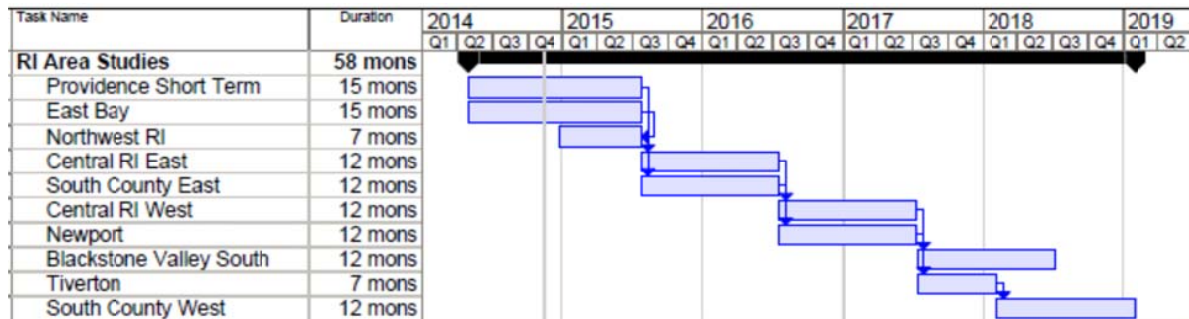 Task Name Duration 2014 2015 2016 2017 2018 2019
Q1 Q2 Q3 Q4 Q1 Q2 Q3 Q4 Q1 Q2 Q3 Q4 Q1 Q2 Q3 Q4 Q1 Q2 Q3 Q4 Q1 Q2
RI Area Studies 58 mons
Providence Short Term 15 mons
East Bay 15 mons
Northwest RI 7 mons
Central RI East 12 mons
South County East 12 mons
Central RI West 12 mons
Newport 12 mons
Blackstone Valley South 12 mons
Tiverton 7 mons
South County West 12 mons